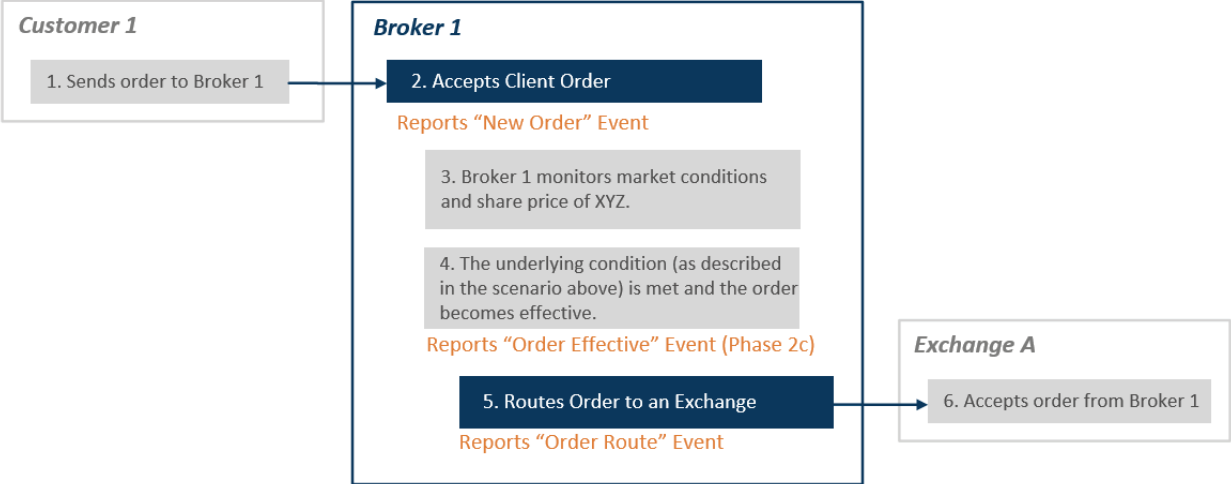 Customer 1
1. Sends order to Broker 1
Broker 1
2. Accepts Client Order
Reports “New Order” Event
3. Broker 1 monitors market conditions
and share price of XYZ.
4. The underlying condition (as described
in the scenario above) is met and the order
becomes effective.
Reports “Order Effective” Event (Phase 2c)
5. Routes Order to an Exchange
Reports “Order Route” Event
Exchange A
6. Accepts order from Broker 1